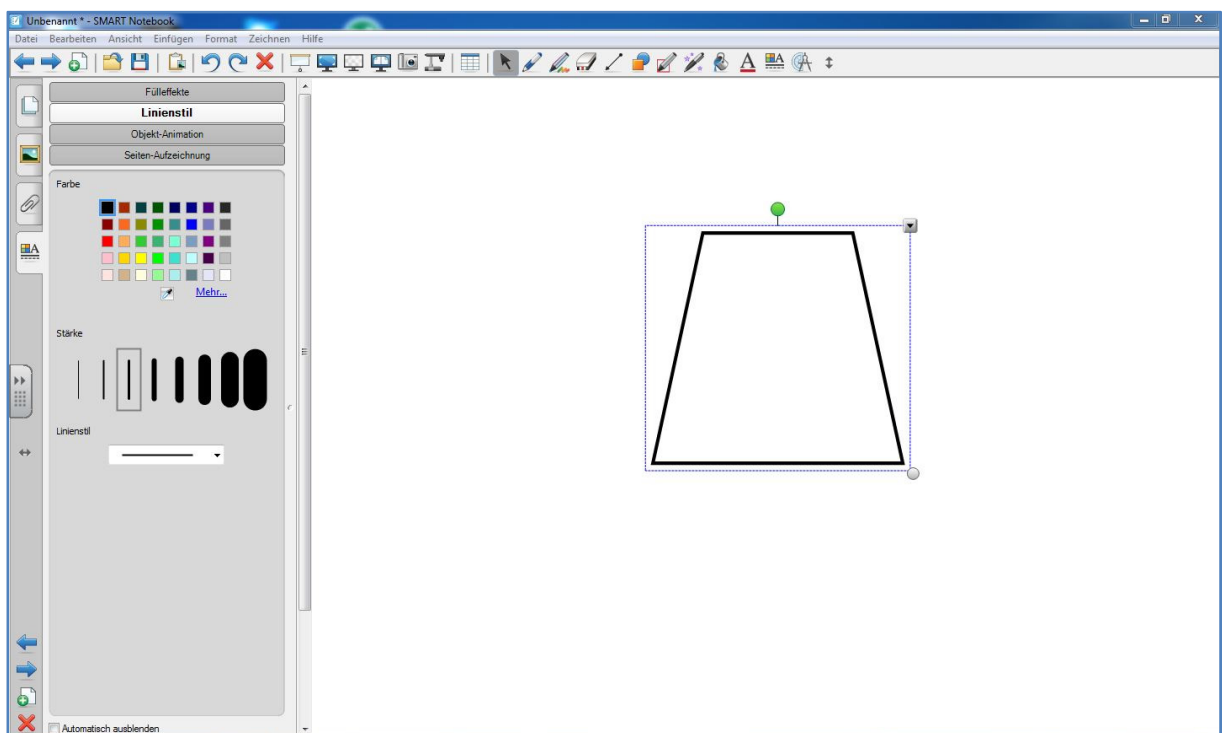 Unbenannt * - SMART Notebook
Datei Bearbeiten Ansicht Einfügen Format Zeichnen Hilfe
Fülleffekte
Linienstil
Objekt-Animation
Seiten-Aufzeichnung
Farbe
Mehr...
Stärke
Linienstil
Automatisch ausblenden